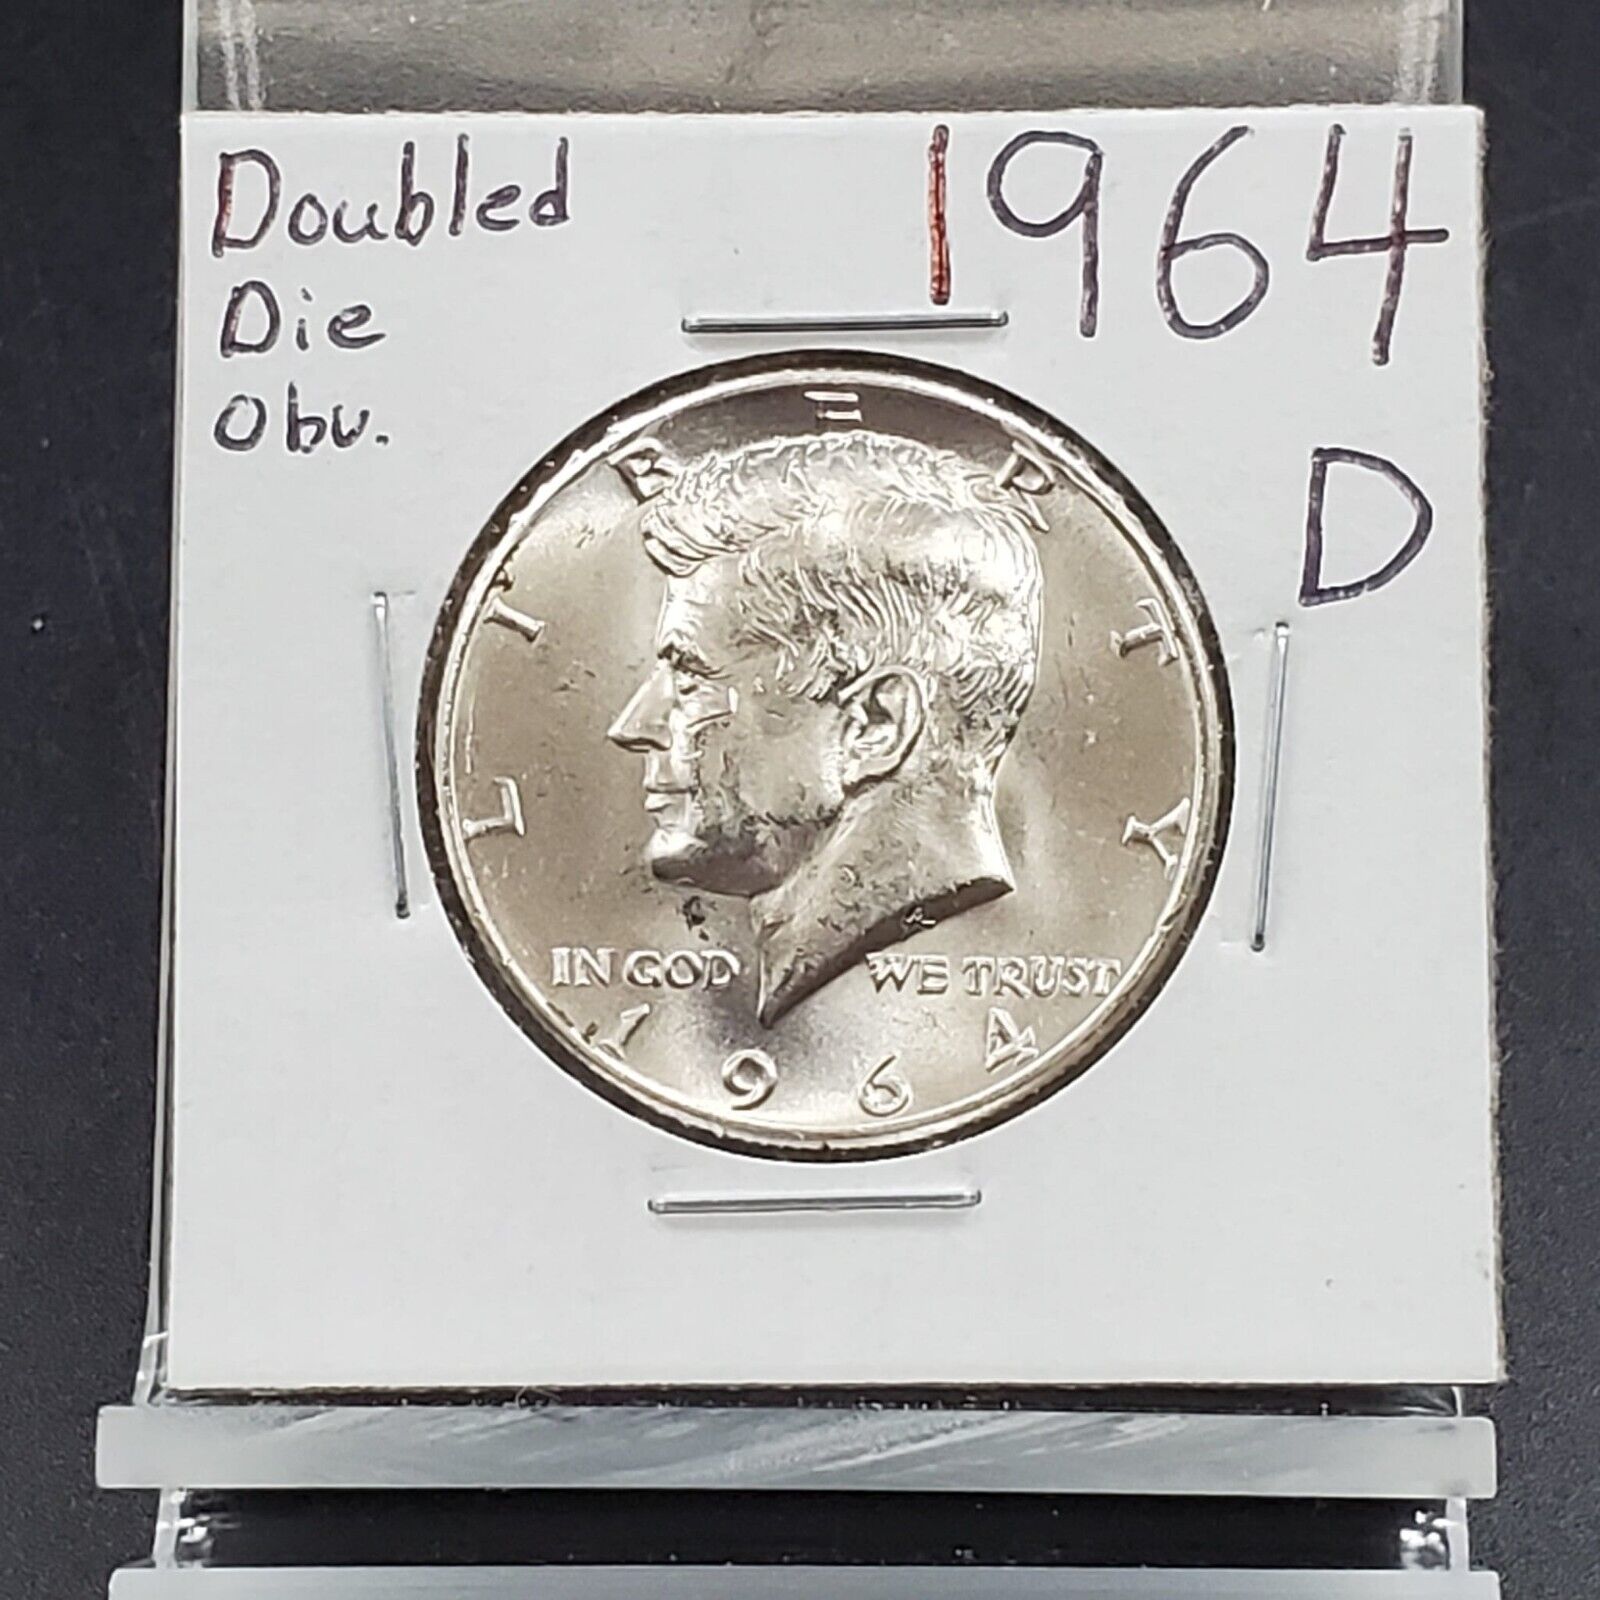 Doubled
Die
Obv.
1964
D
LIBERTY
IN GOD WE TRUST
1964